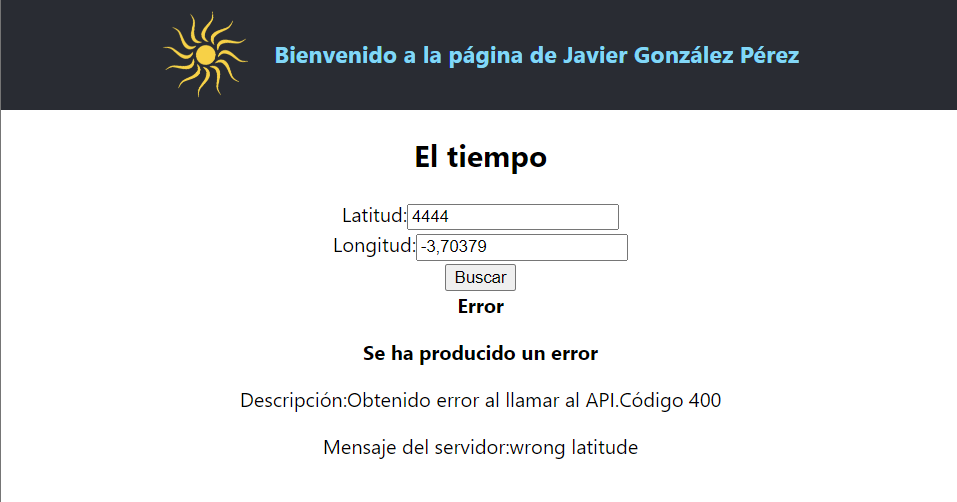 Bienvenido a la página de Javier González Pérez
El tiempo
Latitud:4444
Longitud:-3,70379
Buscar
Error
Se ha producido un error
Descripción:Obtenido error al llamar al API.Código 400
Mensaje del servidor:wrong latitude